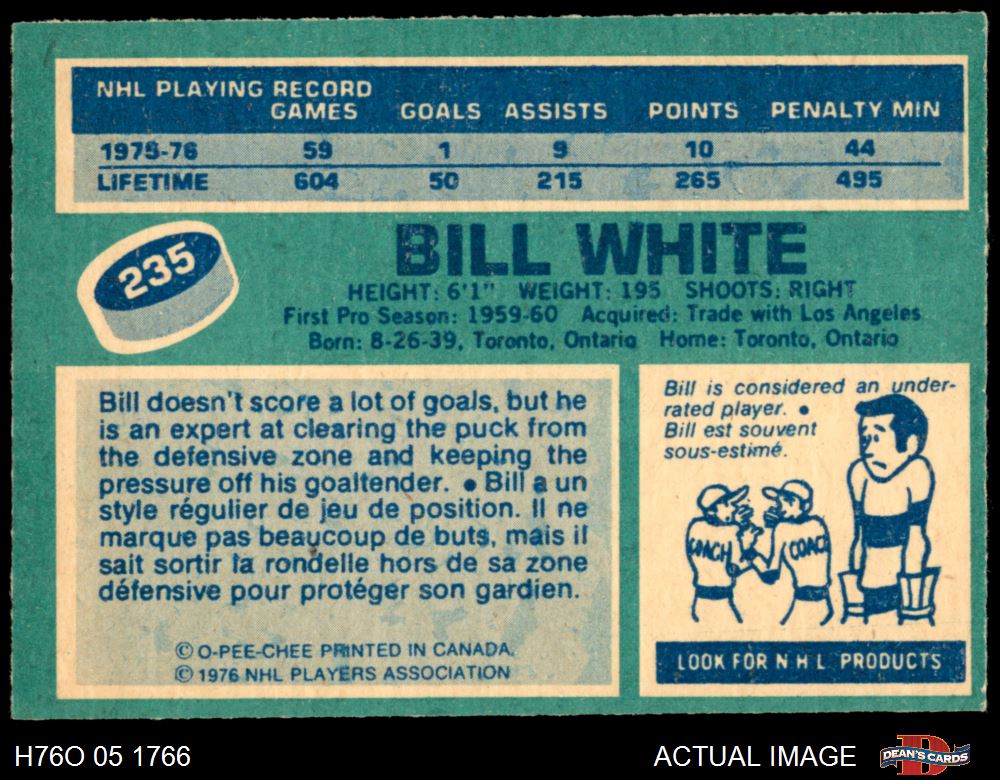 NHL PLAYING RECORD
GAMES GOALS ASSISTS POINTS PENALTY MIN
1975-76 59 1 9 10 44
LIFETIME 604 50 215 265 495
235
BILL WHITE
HEIGHT: 6'1" WEIGHT: 195 SHOOTS: RIGHT
First Pro Season: 1959-60 Acquired: Trade with Los Angeles
Born: 8-26-39, Toronto, Ontario Home: Toronto, Ontario
Bill doesn't score a lot of goals, but he
is an expert at clearing the puck from
the defensive zone and keeping the
pressure off his goaltender. • Bill a un
style régulier de jeu de position. Il ne
marque pas beaucoup de buts, mais il
sait sortir la rondelle hors de sa zone
défensive pour protéger son gardien.
© O-PEE-CHEE PRINTED IN CANADA.
© 1976 NHL PLAYERS ASSOCIATION
Bill is considered an under-
rated player. •
Bill est souvent
sous-estimé.
COACH COAC
LOOK FOR N H L PRODUCTS
H76O 05 1766
ACTUAL IMAGE
DEAN'S CARDS